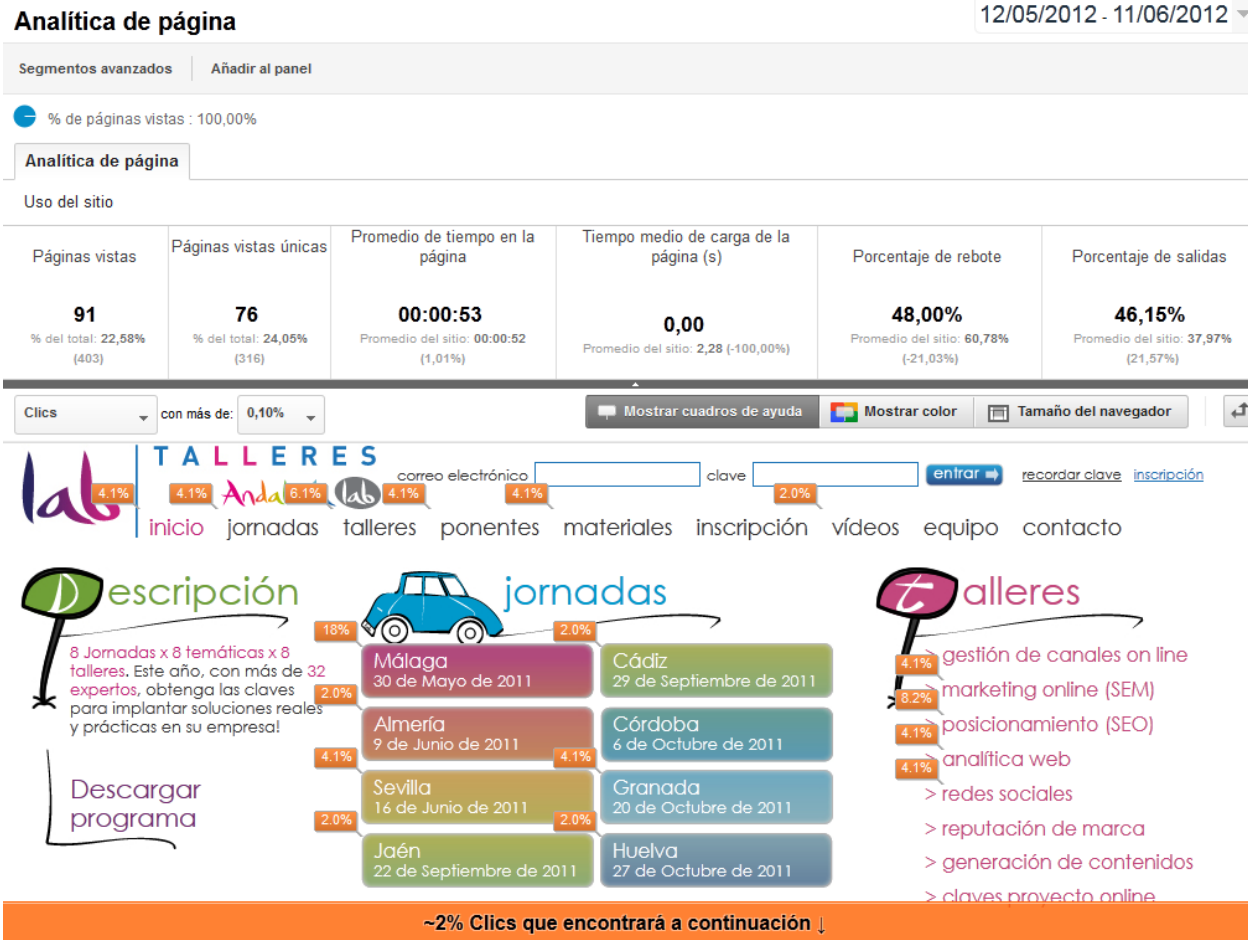 Analítica de página
12/05/2012 - 11/06/2012
Segmentos avanzados Añadir al panel
% de páginas vistas : 100,00%
Analítica de página
Uso del sitio
Páginas vistas
91
% del total: 22,58%
(403)
Páginas vistas únicas
76
% del total: 24,05%
(316)
Promedio de tiempo en la
página
00:00:53
Promedio del sitio: 00:00:52
(1,01%)
Tiempo medio de carga de la
página (s)
0,00
Promedio del sitio: 2,28 (-100,00%)
Porcentaje de rebote
48,00%
Promedio del sitio: 60,78%
(-21,03%)
Porcentaje de salidas
46,15%
Promedio del sitio: 37,97%
(21,57%)
Clics con más de: 0,10% Mostrar cuadros de ayuda Mostrar color Tamaño del navegador
lab
TALLERES
lab
correo electrónico clave entrar recordar clave inscripción
4.1% 4.1% 6.1% 4.1% 4.1% 2.0%
inicio jornadas talleres ponentes materiales inscripción vídeos equipo contacto
Descripción
8 Jornadas x 8 temáticas x 8
talleres. Este año, con más de 32
expertos, obtenga las claves
para implantar soluciones reales
y prácticas en su empresa!
Descargar
programa
jornadas
18%
Málaga
30 de Mayo de 2011
2.0%
Cádiz
29 de Septiembre de 2011
2.0%
Almería
9 de Junio de 2011
Córdoba
6 de Octubre de 2011
4.1%
Sevilla
16 de Junio de 2011
4.1%
Granada
20 de Octubre de 2011
2.0%
Jaén
22 de Septiembre de 2011
2.0%
Huelva
27 de Octubre de 2011
talleres
4.1%
> gestión de canales on line
8.2%
> marketing online (SEM)
4.1%
> posicionamiento (SEO)
4.1%
> analítica web
> redes sociales
> reputación de marca
> generación de contenidos
> claves proyecto online
~2% Clics que encontrará a continuación ↓